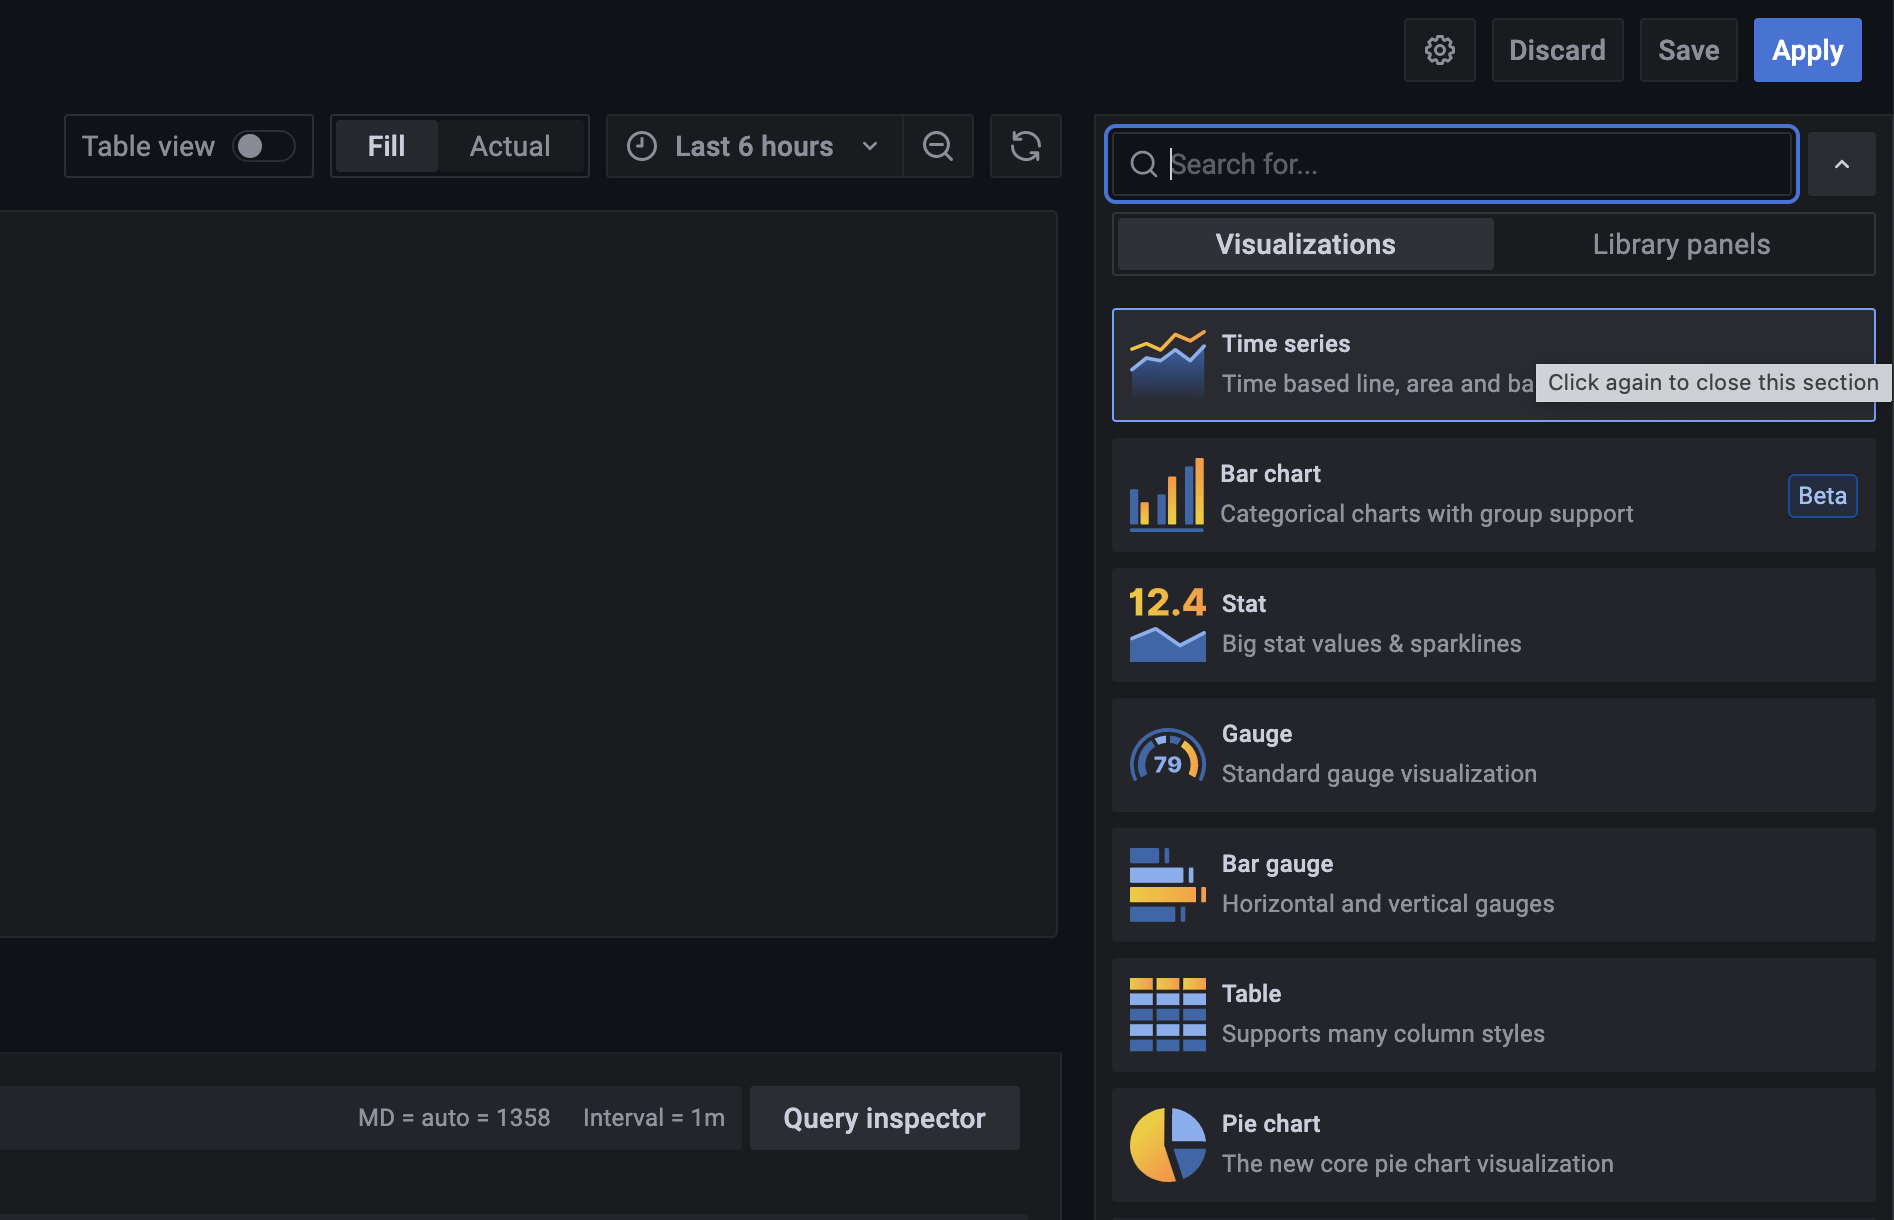 Discard
Save
Apply
Table view
Fill
Actual
Last 6 hours
Search for...
Visualizations
Library panels
Time series
Time based line, area and ba
Click again to close this section
Bar chart
Categorical charts with group support
Beta
12.4
Stat
Big stat values & sparklines
79
Gauge
Standard gauge visualization
Bar gauge
Horizontal and vertical gauges
Table
Supports many column styles
MD = auto = 1358
Interval = 1m
Query inspector
Pie chart
The new core pie chart visualization